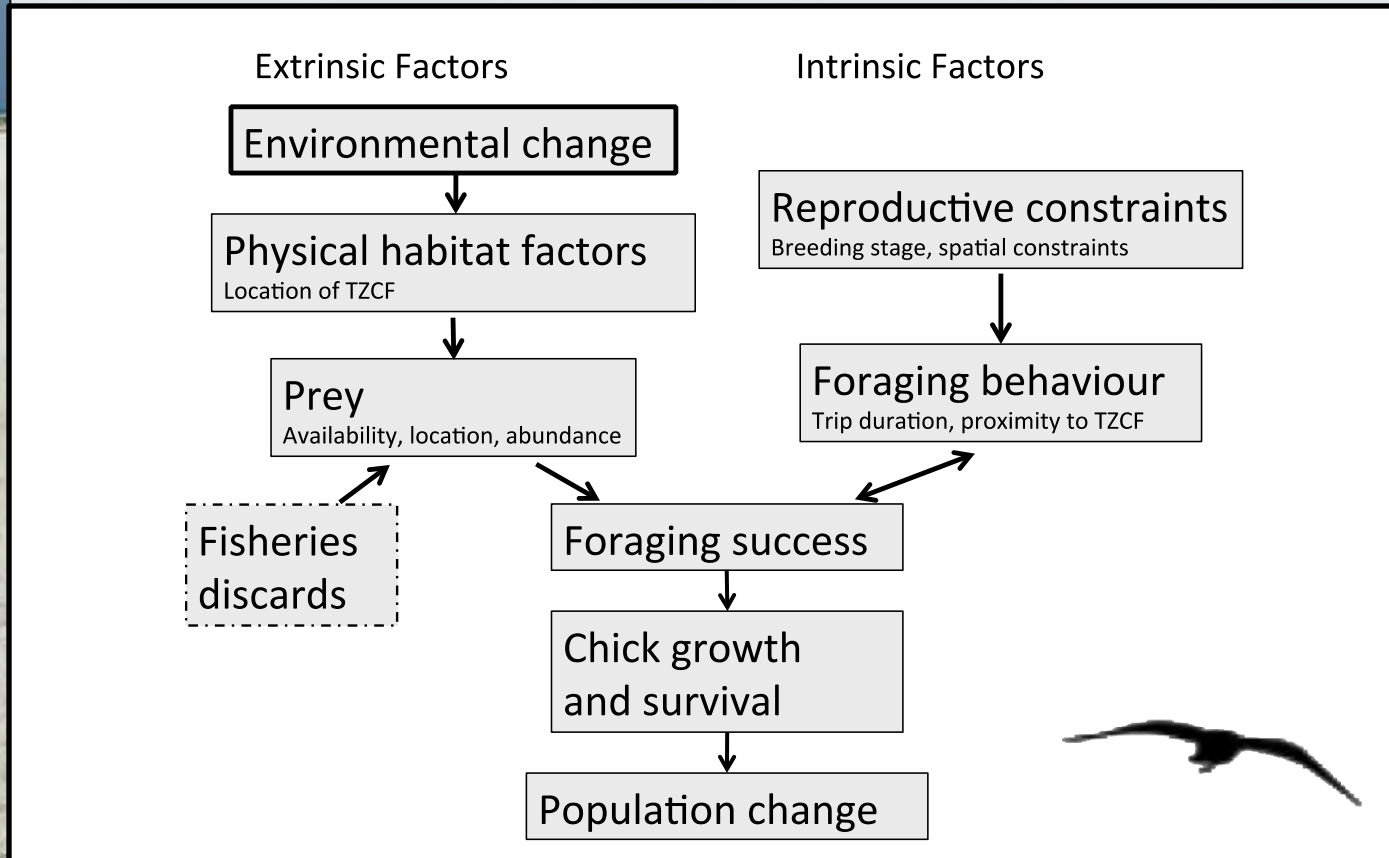 Extrinsic Factors
Intrinsic Factors
Environmental change
Reproductive constraints
Breeding stage, spatial constraints
Physical habitat factors
Location of TZCF
Foraging behaviour
Trip duration, proximity to TZCF
Prey
Availability, location, abundance
Fisheries
discards
Foraging success
Chick growth
and survival
Population change